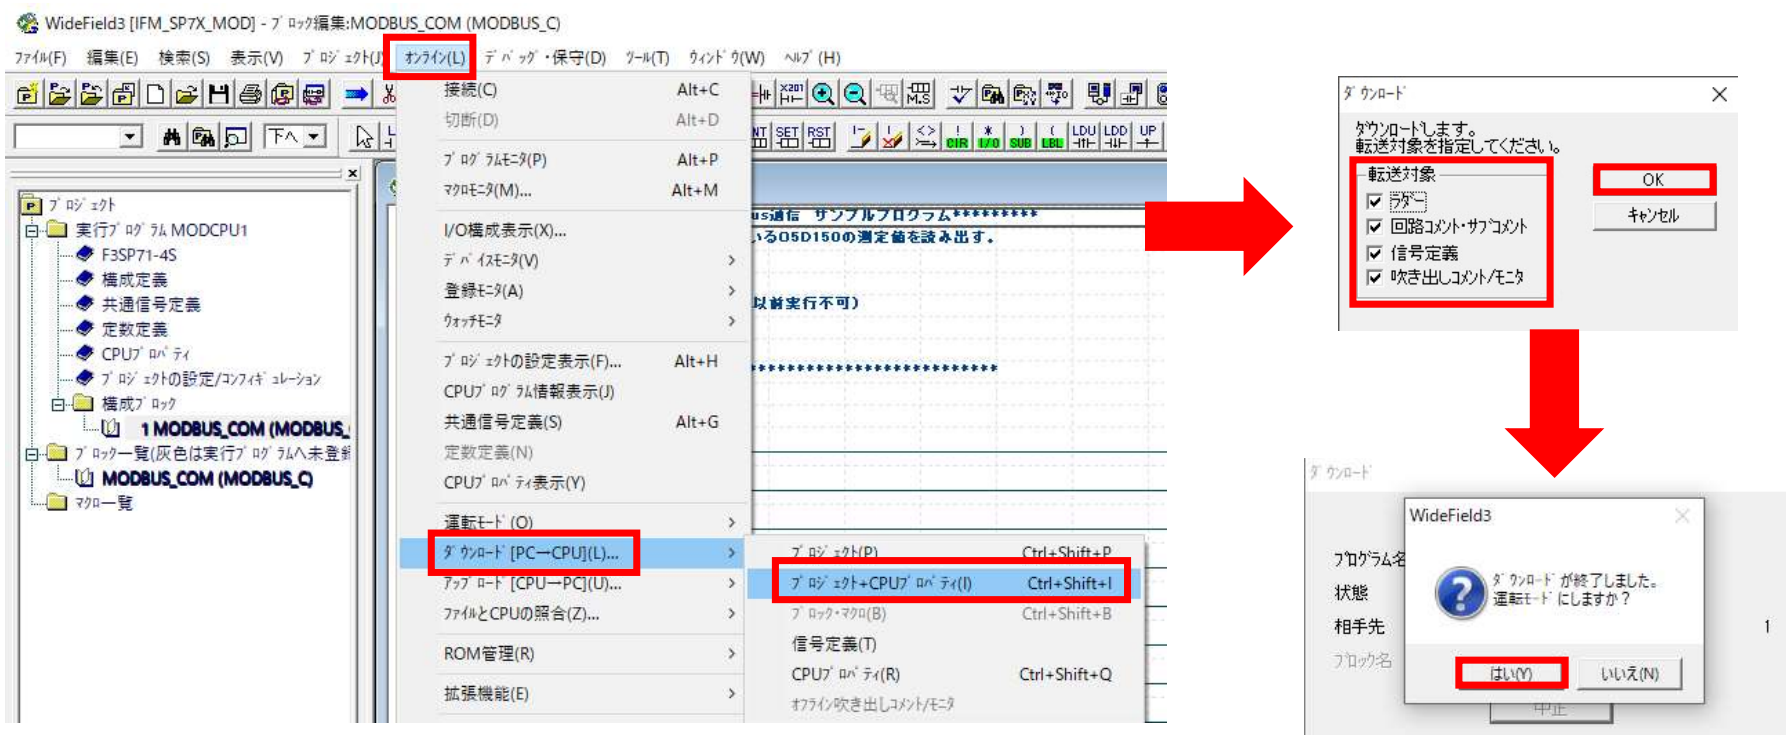 WideField3 [IFM_SP7X_MOD] - ﾌﾞﾛｯｸ編集:MODBUS_COM (MODBUS_C)
ﾌｧｲﾙ(F) 編集(E) 検索(S) 表示(V) ﾌﾟﾛｼﾞｪｸﾄ(J) ｵﾝﾗｲﾝ(L) ﾃﾞﾊﾞｯｸﾞ・保守(D) ﾂｰﾙ(T) ｳｨﾝﾄﾞｳ(W) ﾍﾙﾌﾟ(H)
X201
M.S
下へ
NT SET RST
CIR I/O SUB LBL LDU LDD UP
ﾌﾟﾛｼﾞｪｸﾄ
実行ﾌﾟﾛｸﾞﾗﾑ MODCPU1
F3SP71-4S
構成定義
共通信号定義
定数定義
CPUﾌﾟﾛﾊﾟﾃｨ
ﾌﾟﾛｼﾞｪｸﾄの設定/ｺﾝﾌｨｷﾞｭﾚｰｼｮﾝ
構成ﾌﾞﾛｯｸ
1 MODBUS_COM (MODBUS_
ﾌﾞﾛｯｸ一覧(灰色は実行ﾌﾟﾛｸﾞﾗﾑへ未登録
MODBUS_COM (MODBUS_C)
ﾏｸﾛ一覧
接続(C) Alt+C
切断(D) Alt+D
ﾌﾟﾛｸﾞﾗﾑﾓﾆﾀ(P) Alt+P
ﾏｸﾛﾓﾆﾀ(M)... Alt+M
I/O構成表示(X)...
ﾃﾞﾊﾞｲｽﾓﾆﾀ(V)
登録ﾓﾆﾀ(A)
ｳｫｯﾁﾓﾆﾀ
ﾌﾟﾛｼﾞｪｸﾄの設定表示(F)... Alt+H
CPUﾌﾟﾛｸﾞﾗﾑ情報表示(J)
共通信号定義(S) Alt+G
定数定義(N)
CPUﾌﾟﾛﾊﾟﾃｨ表示(Y)
運転ﾓｰﾄﾞ(O)
ﾀﾞｳﾝﾛｰﾄﾞ[PC→CPU](L)...
ｱｯﾌﾟﾛｰﾄﾞ[CPU→PC](U)...
ﾌｧｲﾙとCPUの照合(Z)...
ROM管理(R)
拡張機能(E)
us通信 サンプルプログラム*********
いるO5D150の測定値を読み出す。
以前実行不可)
***************************
ﾌﾟﾛｼﾞｪｸﾄ(P) Ctrl+Shift+P
ﾌﾟﾛｼﾞｪｸﾄ+CPUﾌﾟﾛﾊﾟﾃｨ(I) Ctrl+Shift+I
ﾌﾞﾛｯｸ・ﾏｸﾛ(B) Ctrl+Shift+B
信号定義(T)
CPUﾌﾟﾛﾊﾟﾃｨ(R) Ctrl+Shift+Q
ｵﾌﾗｲﾝ吹き出しｺﾒﾝﾄ/ﾓﾆﾀ
ﾀﾞｳﾝﾛｰﾄﾞ
ﾀﾞｳﾝﾛｰﾄﾞします。
転送対象を指定してください。
転送対象
ﾗﾀﾞｰ
回路ｺﾒﾝﾄ・ｻﾌﾞｺﾒﾝﾄ
信号定義
吹き出しｺﾒﾝﾄ/ﾓﾆﾀ
OK
ｷｬﾝｾﾙ
ﾀﾞｳﾝﾛｰﾄﾞ
ﾌﾟﾛｸﾞﾗﾑ名
状態
相手先 1
ﾌﾞﾛｯｸ名
WideField3
ﾀﾞｳﾝﾛｰﾄﾞが終了しました。
運転ﾓｰﾄﾞにしますか？
はい(Y) いいえ(N)
中止